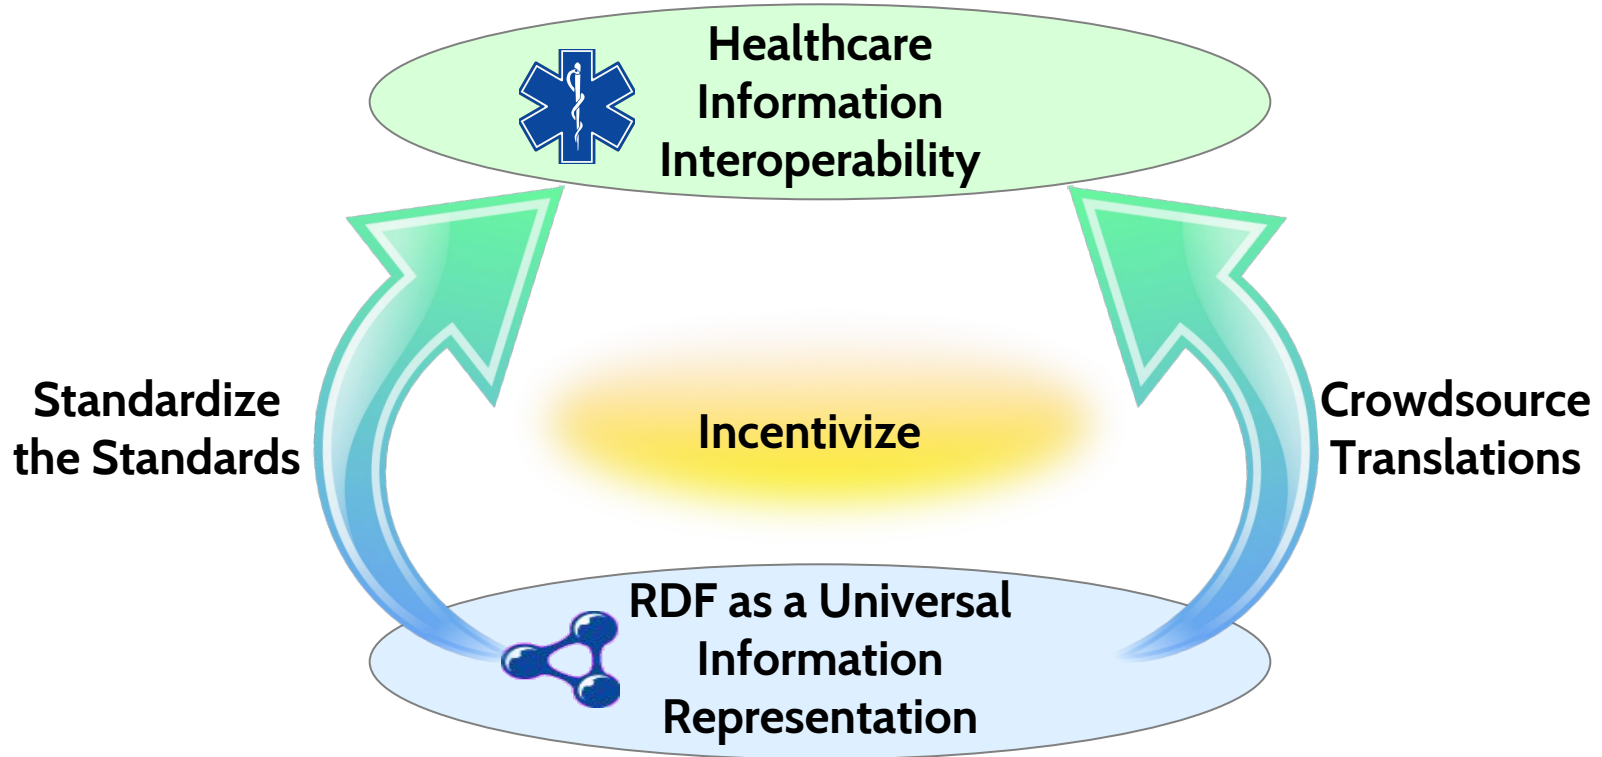 Healthcare
Information
Interoperability
Standardize
the Standards
Incentivize
Crowdsource
Translations
RDF as a Universal
Information
Representation